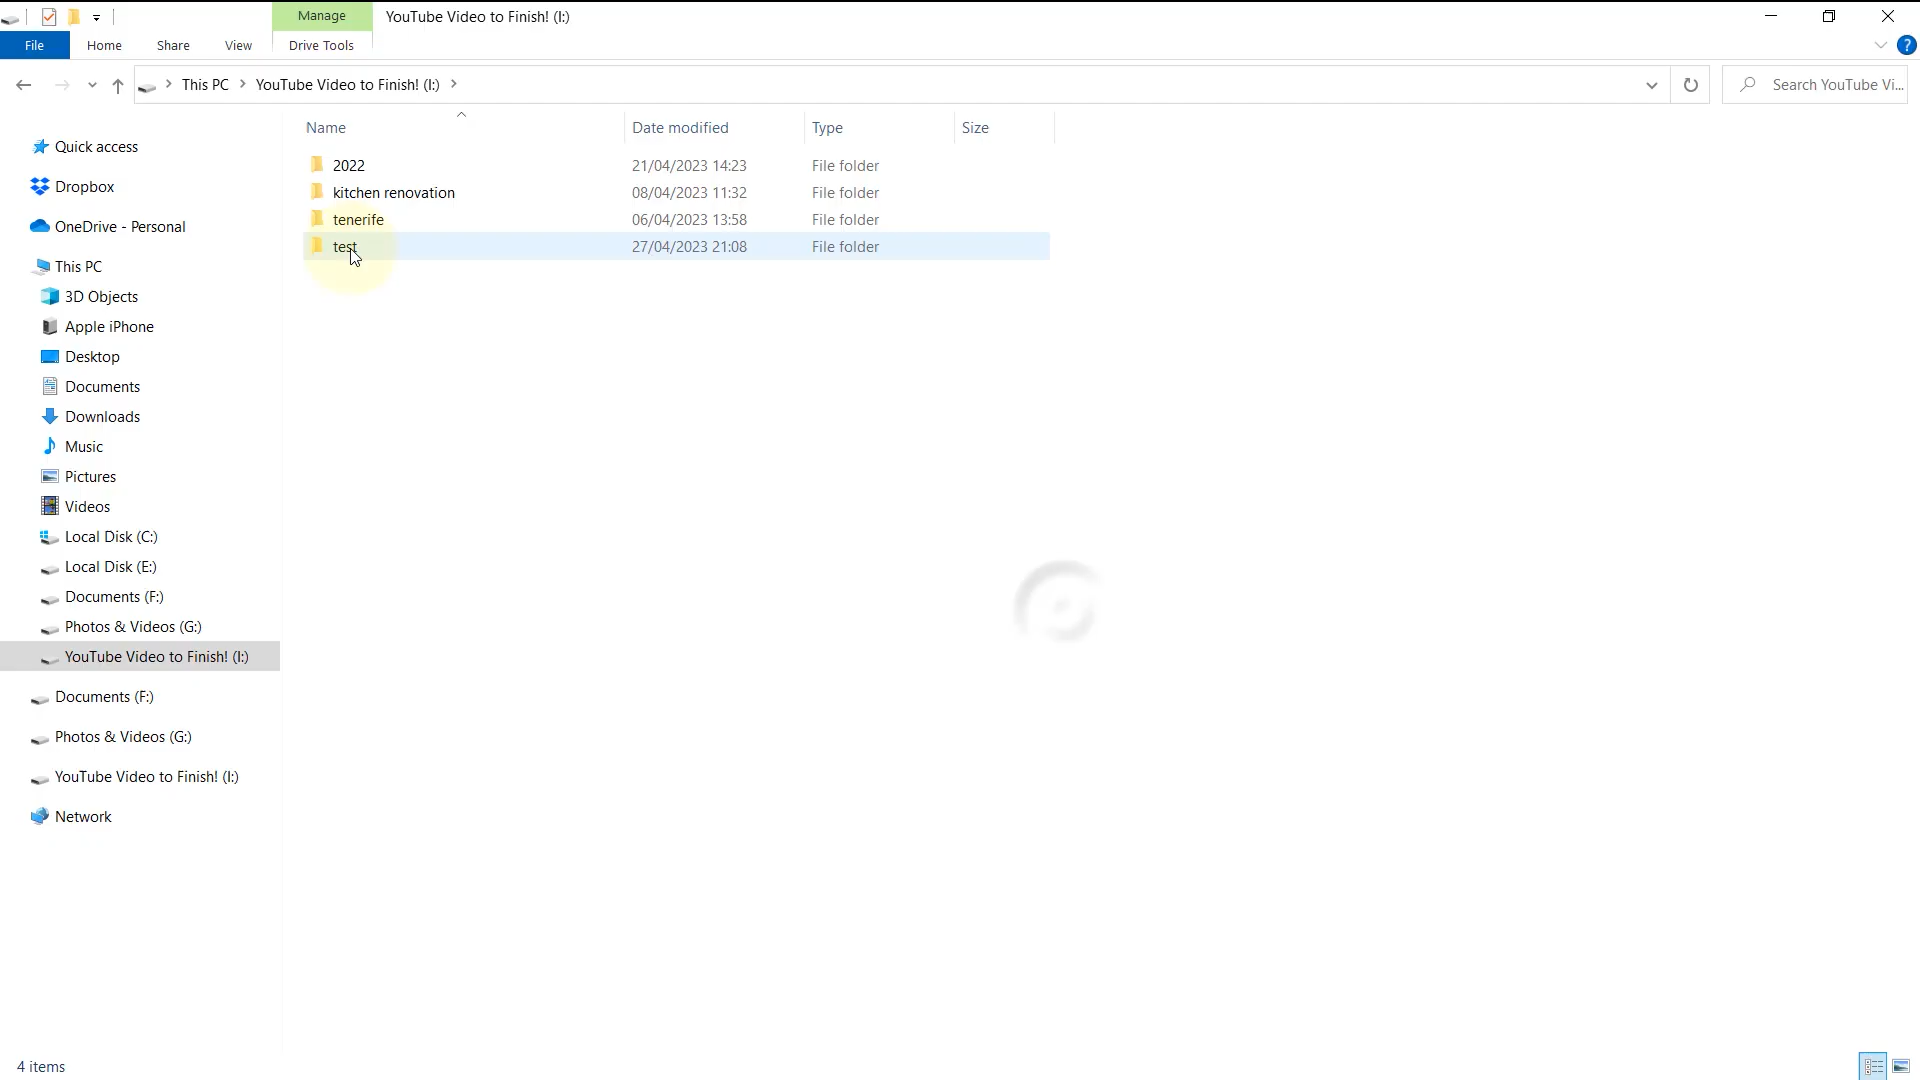 Manage
YouTube Video to Finish! (I:)
File
Home
Share
View
Drive Tools
?
This PC
YouTube Video to Finish! (I:)
Search YouTube Vi...
Name
Date modified
Type
Size
2022
21/04/2023 14:23
File folder
kitchen renovation
08/04/2023 11:32
File folder
tenerife
06/04/2023 13:58
File folder
test
27/04/2023 21:08
File folder
Quick access
Dropbox
OneDrive - Personal
This PC
3D Objects
Apple iPhone
Desktop
Documents
Downloads
Music
Pictures
Videos
Local Disk (C:)
Local Disk (E:)
Documents (F:)
Photos & Videos (G:)
YouTube Video to Finish! (I:)
Documents (F:)
Photos & Videos (G:)
YouTube Video to Finish! (I:)
Network
4 items